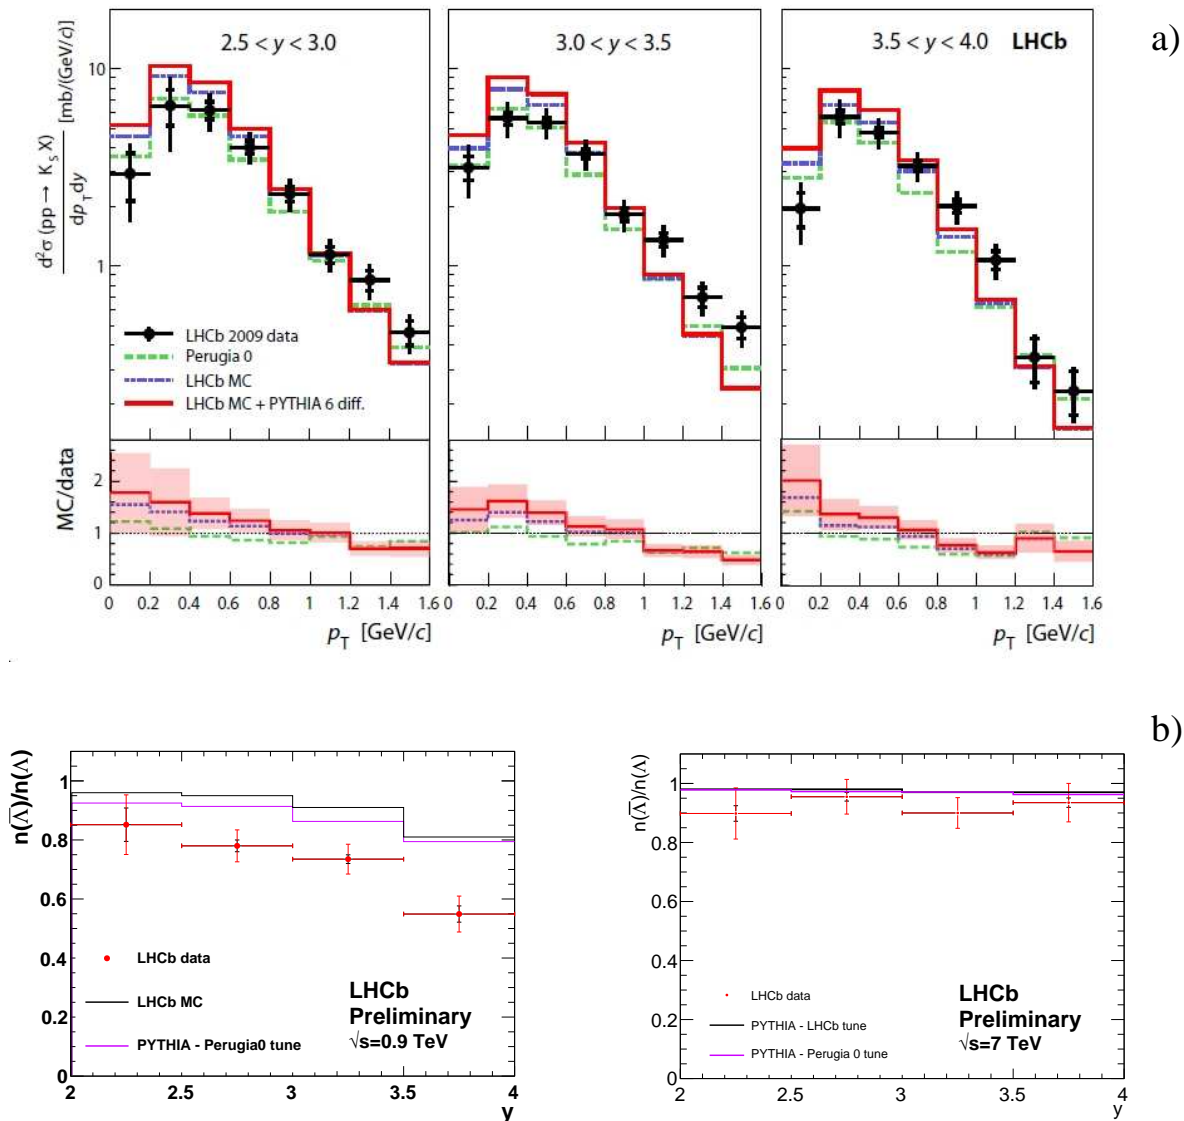 a)
2.5 < y < 3.0
3.0 < y < 3.5
3.5 < y < 4.0 LHCb
d²σ (pp → K_s X)
dp_T dy
[mb/(GeV/c)]
10
1
LHCb 2009 data
Perugia 0
LHCb MC
LHCb MC + PYTHIA 6 diff.
MC/data
2
1
0
0 0.2 0.4 0.6 0.8 1 1.2 1.4 1.6
0 0.2 0.4 0.6 0.8 1 1.2 1.4 1.6
0 0.2 0.4 0.6 0.8 1 1.2 1.4 1.6
p_T [GeV/c]
p_T [GeV/c]
p_T [GeV/c]
b)
n(Λ̅)/n(Λ)
1
0.8
0.6
0.4
0.2
0
LHCb data
LHCb MC
PYTHIA - Perugia0 tune
LHCb
Preliminary
√s=0.9 TeV
2 2.5 3 3.5 4
y
n(Λ̅)/n(Λ)
1
0.8
0.6
0.4
0.2
0
LHCb data
PYTHIA - LHCb tune
PYTHIA - Perugia 0 tune
LHCb
Preliminary
√s=7 TeV
2 2.5 3 3.5 4
y